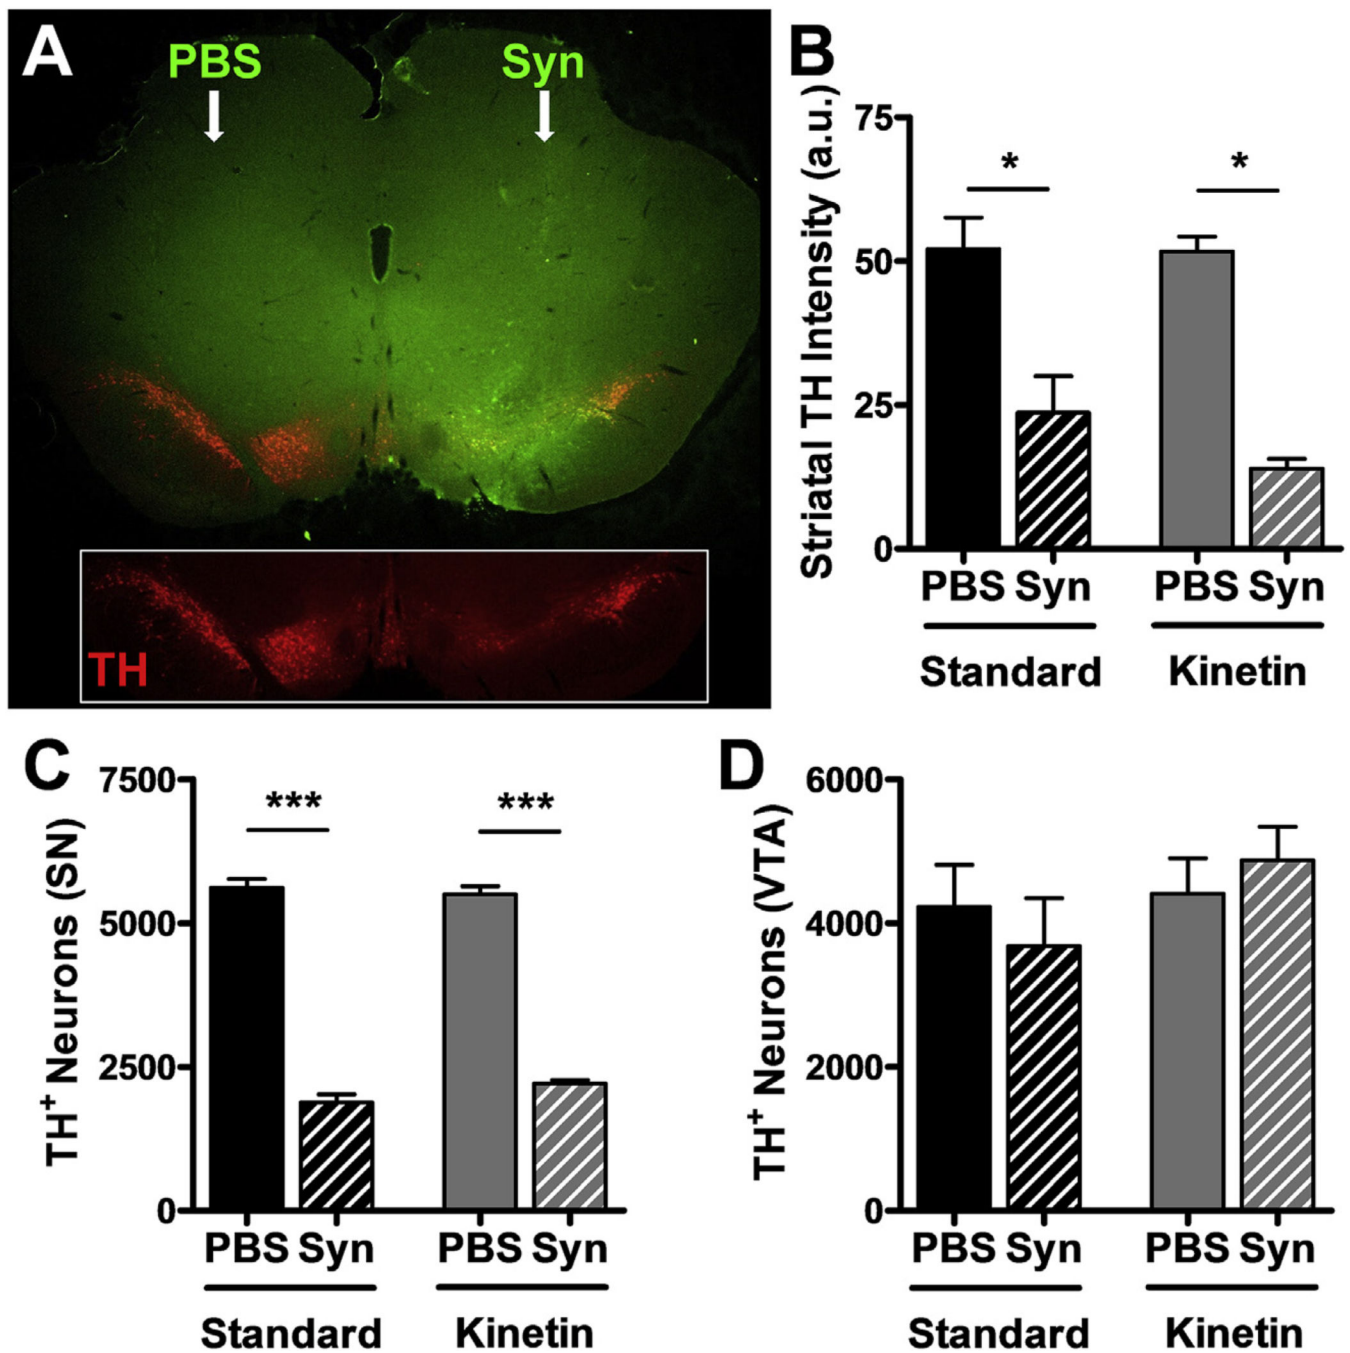 A
PBS Syn
TH
B
Striatal TH Intensity (a.u.)
75
50
25
0
* *
PBS Syn PBS Syn
Standard Kinetin
C
TH+ Neurons (SN)
7500
5000
2500
0
*** ***
PBS Syn PBS Syn
Standard Kinetin
D
TH+ Neurons (VTA)
6000
4000
2000
0
PBS Syn PBS Syn
Standard Kinetin